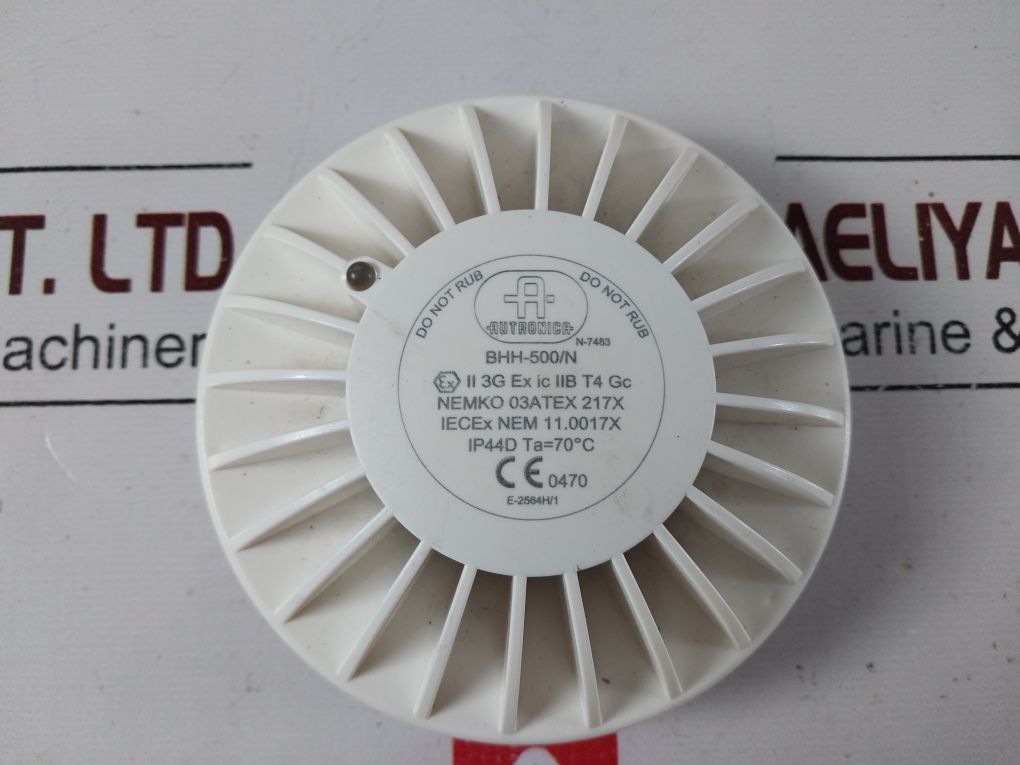 T. LTD
achiner
AELIYA
arine &
DO NOT RUB
DO NOT RUB
A
AUTRONICA
N-7483
BHH-500/N
Ex II 3G Ex ic IIB T4 Gc
NEMKO 03ATEX 217X
IECEx NEM 11.0017X
IP44D Ta=70°C
CE 0470
E-2564H/1